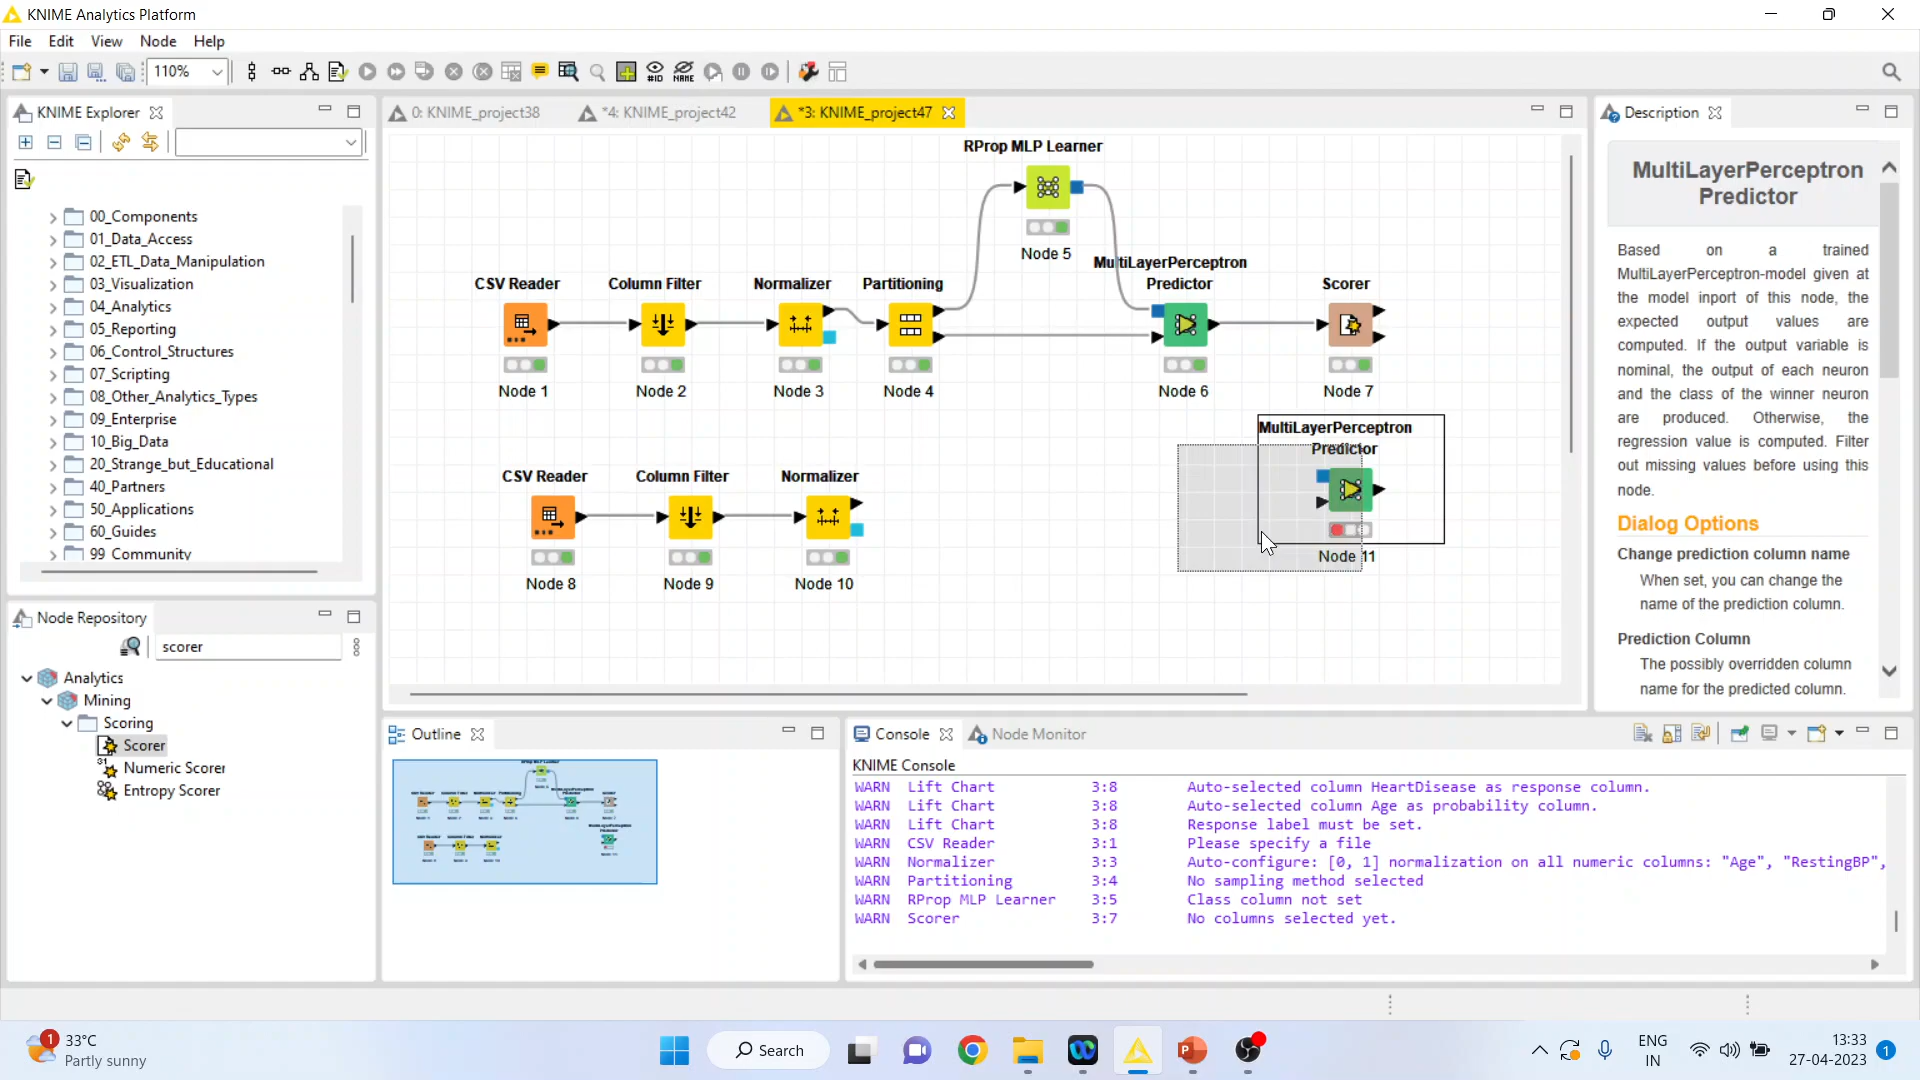 KNIME Analytics Platform
File Edit View Node Help
110%
#ID
NAME
KNIME Explorer
00_Components
01_Data_Access
02_ETL_Data_Manipulation
03_Visualization
04_Analytics
05_Reporting
06_Control_Structures
07_Scripting
08_Other_Analytics_Types
09_Enterprise
10_Big_Data
20_Strange_but_Educational
40_Partners
50_Applications
60_Guides
99_Community
Node Repository
scorer
Analytics
Mining
Scoring
Scorer
Numeric Scorer
Entropy Scorer
0: KNIME_project38
*4: KNIME_project42
*3: KNIME_project47
RProp MLP Learner
Node 5
CSV Reader
Node 1
Column Filter
Node 2
Normalizer
Node 3
Partitioning
Node 4
MultiLayerPerceptron
Predictor
Node 6
Scorer
Node 7
CSV Reader
Node 8
Column Filter
Node 9
Normalizer
Node 10
MultiLayerPerceptron
Predictor
Node 11
Description
MultiLayerPerceptron
Predictor
Based on a trained
MultiLayerPerceptron-model given at
the model inport of this node, the
expected output values are
computed. If the output variable is
nominal, the output of each neuron
and the class of the winner neuron
are produced. Otherwise, the
regression value is computed. Filter
out missing values before using this
node.
Dialog Options
Change prediction column name
When set, you can change the
name of the prediction column.
Prediction Column
The possibly overridden column
name for the predicted column.
Outline
Console
Node Monitor
KNIME Console
WARN Lift Chart 3:8 Auto-selected column HeartDisease as response column.
WARN Lift Chart 3:8 Auto-selected column Age as probability column.
WARN Lift Chart 3:8 Response label must be set.
WARN CSV Reader 3:1 Please specify a file
WARN Normalizer 3:3 Auto-configure: [0, 1] normalization on all numeric columns: "Age", "RestingBP",
WARN Partitioning 3:4 No sampling method selected
WARN RProp MLP Learner 3:5 Class column not set
WARN Scorer 3:7 No columns selected yet.
1
33°C
Partly sunny
Search
ENG
IN
13:33
27-04-2023
1